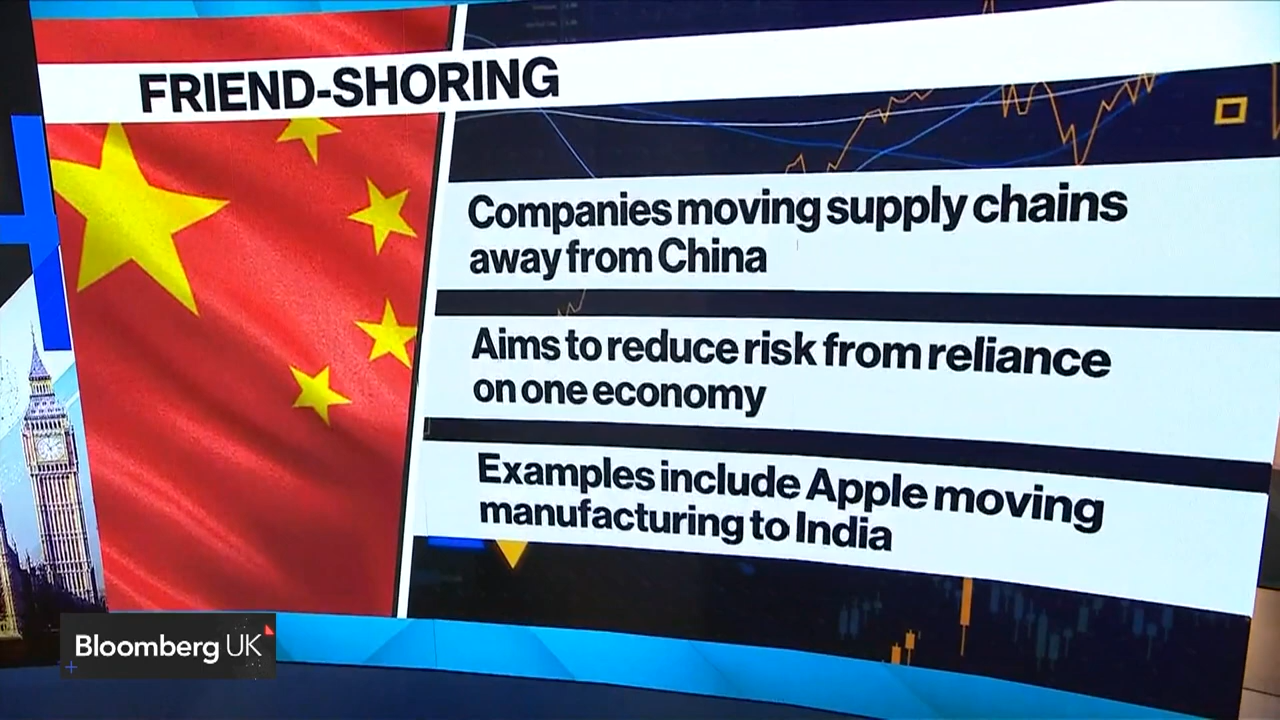 FRIEND-SHORING
Companies moving supply chains
away from China
Aims to reduce risk from reliance
on one economy
Examples include Apple moving
manufacturing to India
Bloomberg UK